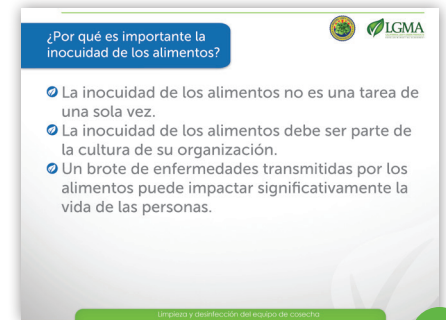 ¿Por qué es importante la
inocuidad de los alimentos?
LGMA
La inocuidad de los alimentos no es una tarea de
una sola vez.
La inocuidad de los alimentos debe ser parte de
la cultura de su organización.
Un brote de enfermedades transmitidas por los
alimentos puede impactar significativamente la
vida de las personas.
Limpieza y desinfección del equipo de cosecha